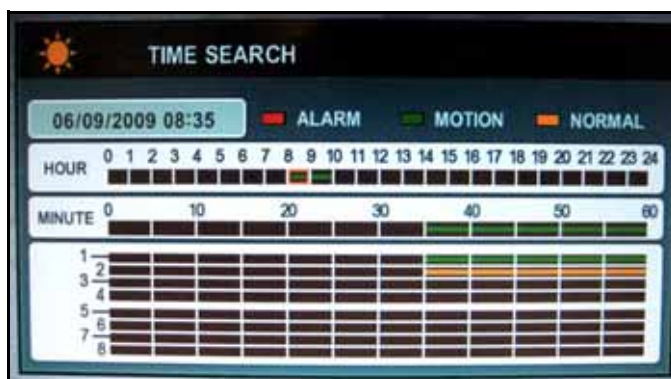 TIME SEARCH
06/09/2009 08:35 ALARM MOTION NORMAL
0 1 2 3 4 5 6 7 8 9 10 11 12 13 14 15 16 17 18 19 20 21 22 23 24
HOUR
0 10 20 30 40 50 60
MINUTE
1
2
3
4
5
6
7
8